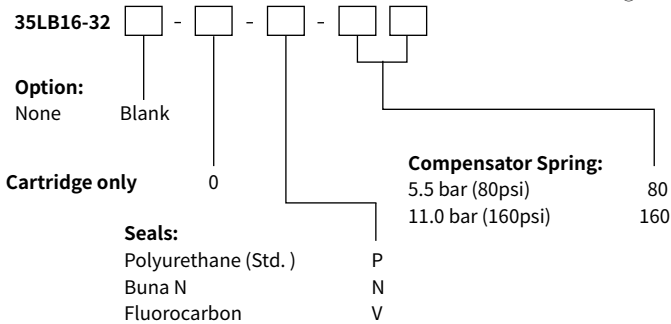 35LB16-32 - - -
Option:
None Blank
Cartridge only 0
Compensator Spring:
5.5 bar (80psi) 80
11.0 bar (160psi) 160
Seals:
Polyurethane (Std. ) P
Buna N N
Fluorocarbon V